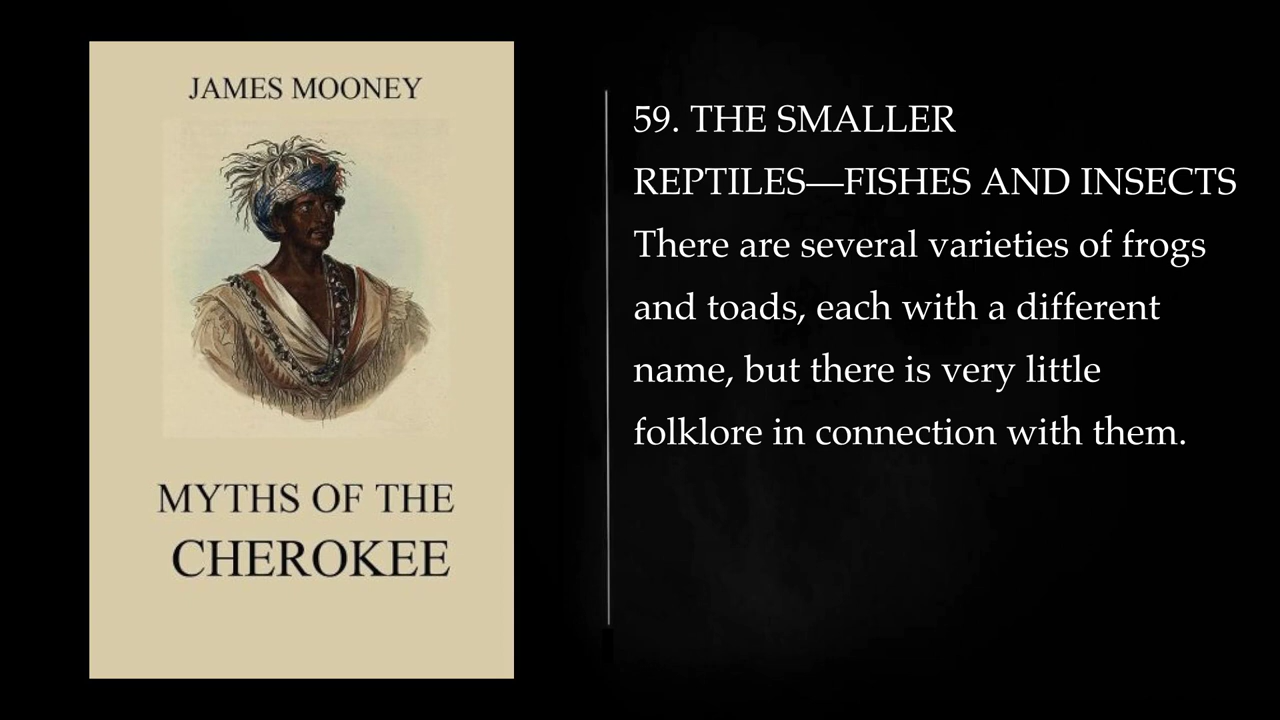 JAMES MOONEY
MYTHS OF THE
CHEROKEE
59. THE SMALLER
REPTILES—FISHES AND INSECTS
There are several varieties of frogs
and toads, each with a different
name, but there is very little
folklore in connection with them.